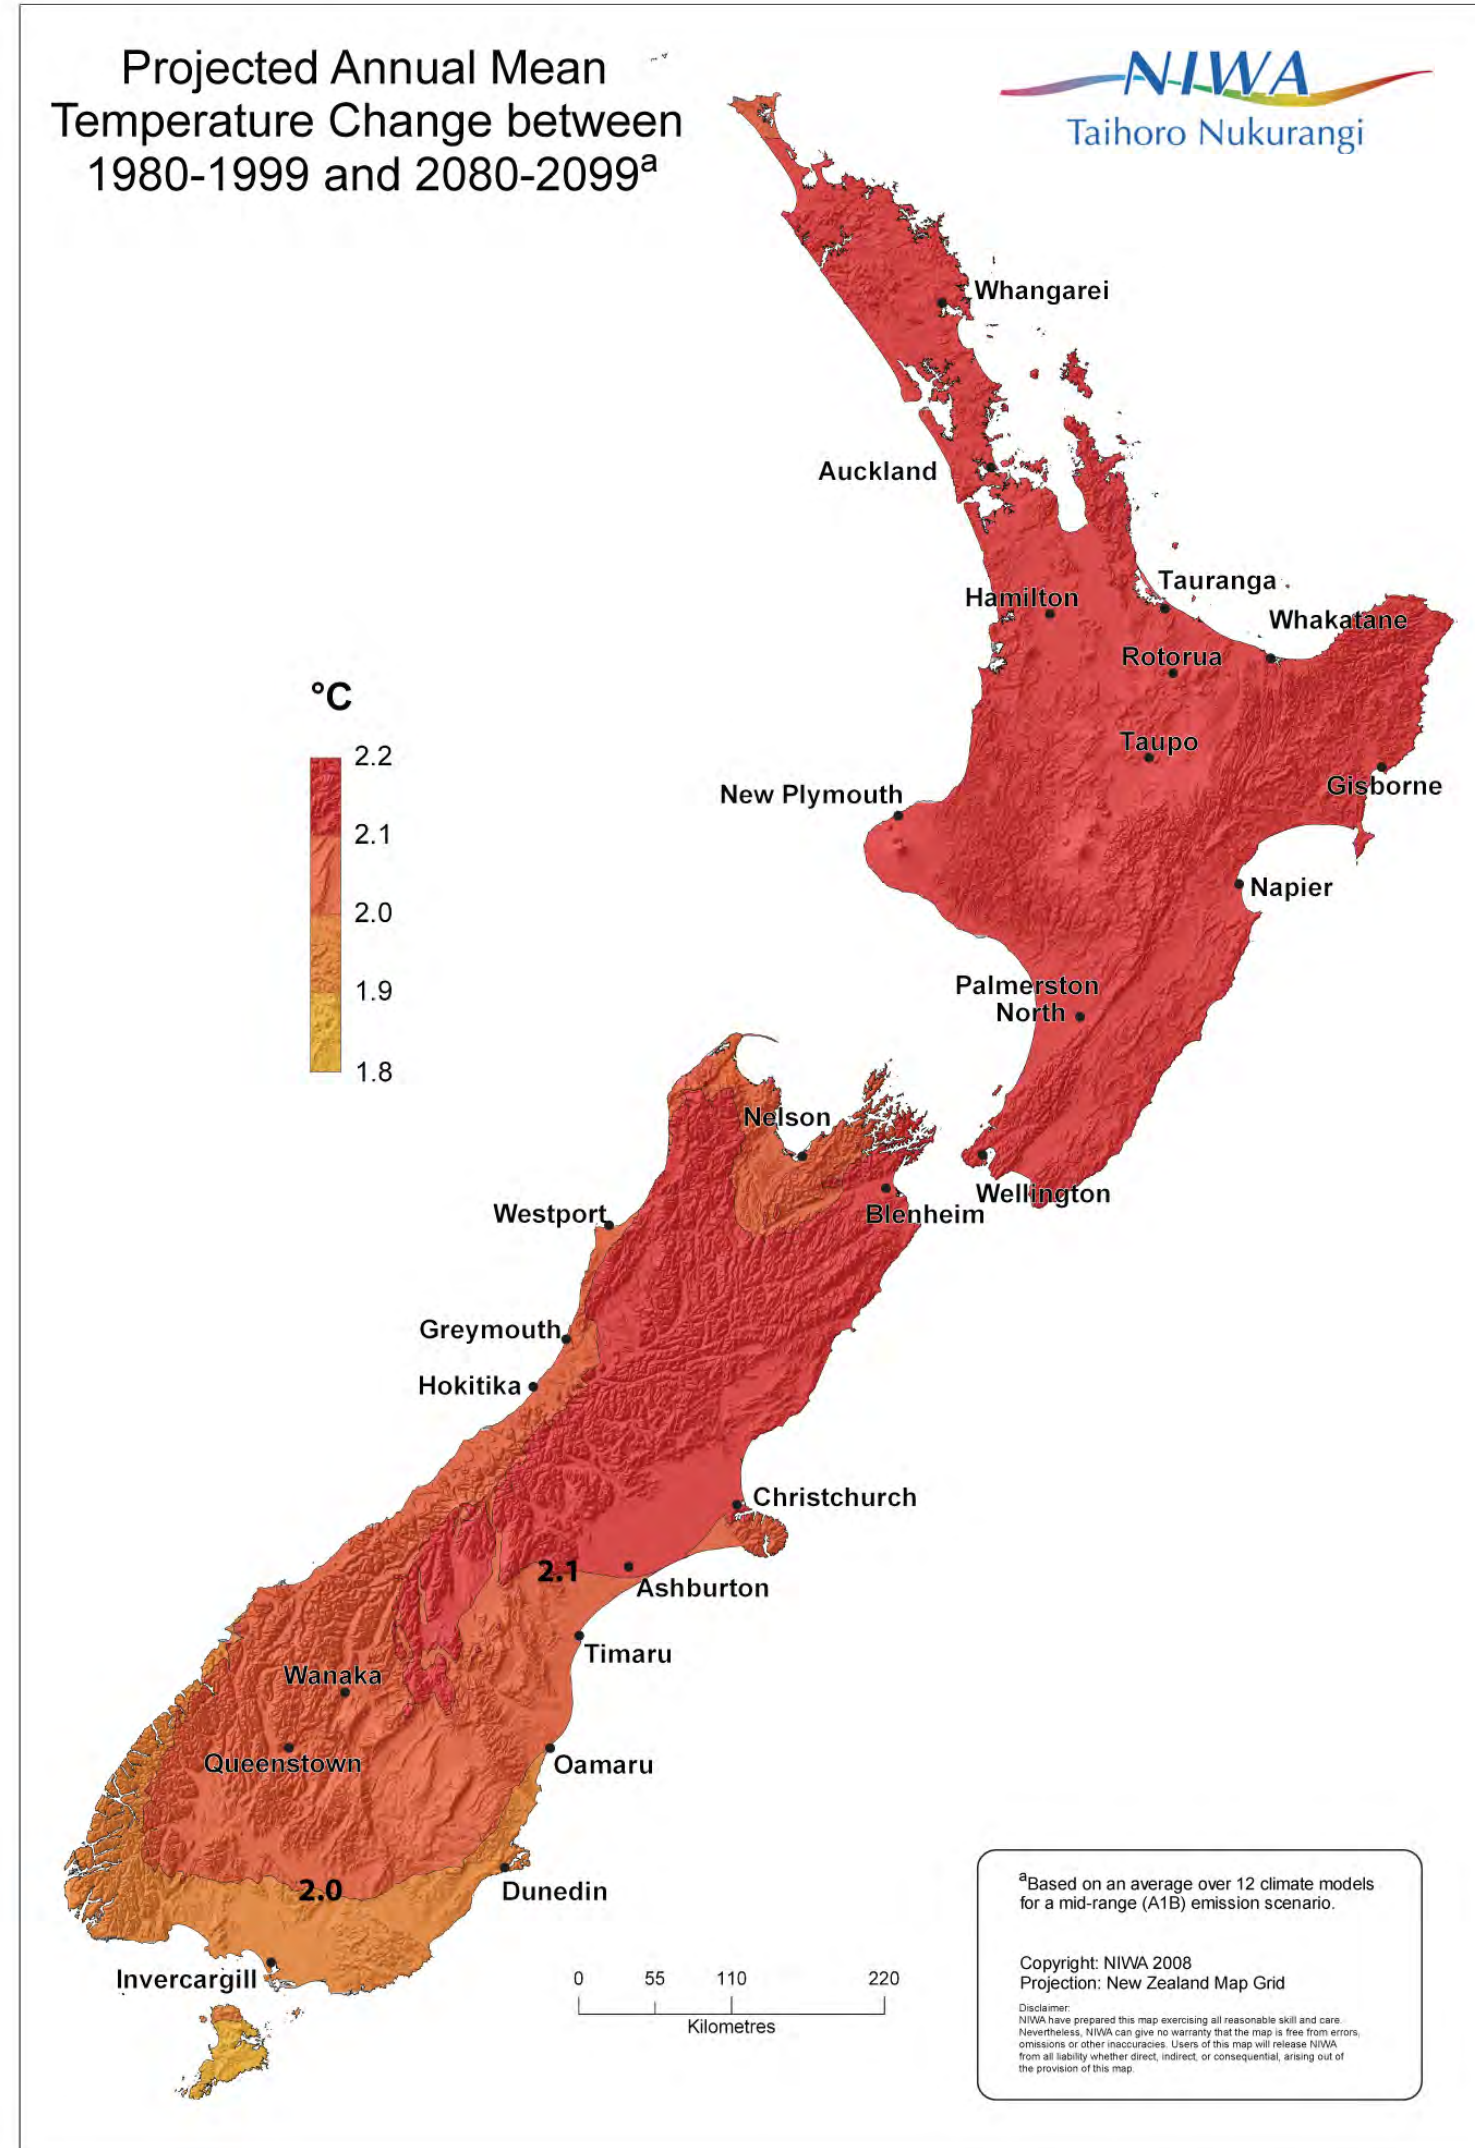 Projected Annual Mean
Temperature Change between
1980-1999 and 2080-2099ᵃ
NIWA
Taihoro Nukurangi
Whangarei
Auckland
Tauranga
Hamilton
Whakatane
Rotorua
Taupo
Gisborne
New Plymouth
Napier
Palmerston
North
Wellington
°C
2.2
2.1
2.0
1.9
1.8
Nelson
Blenheim
Westport
Greymouth
Hokitika
Christchurch
2.1
Ashburton
Timaru
Wanaka
Queenstown
Oamaru
2.0
Dunedin
Invercargill
0 55 110 220
Kilometres
ᵃBased on an average over 12 climate models
for a mid-range (A1B) emission scenario.
Copyright: NIWA 2008
Projection: New Zealand Map Grid
Disclaimer:
NIWA have prepared this map exercising all reasonable skill and care.
Nevertheless, NIWA can give no warranty that the map is free from errors,
omissions or other inaccuracies. Users of this map will release NIWA
from all liability whether direct, indirect, or consequential, arising out of
the provision of this map.